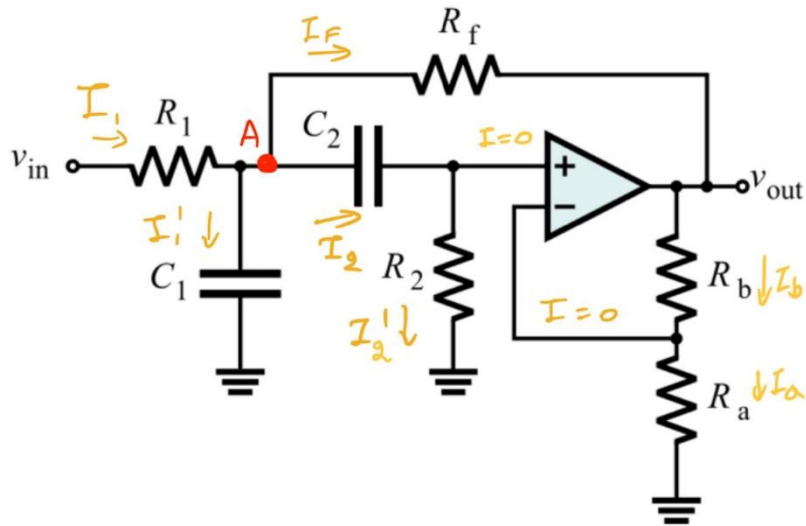 I_F
R_f
I_1
R_1
A
C_2
I=0
+
v_in
v_out
−
I_1'
I_2
C_1
R_2
R_b
I_b
I=0
I_2'
R_a
I_a